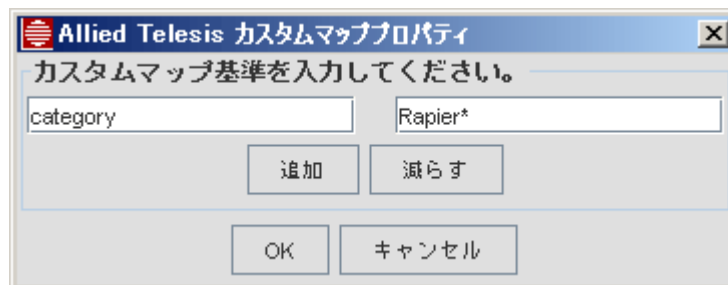 Allied Telesis カスタムマッププロパティ
カスタムマップ基準を入力してください。
category Rapier*
追加 減らす
OK キャンセル